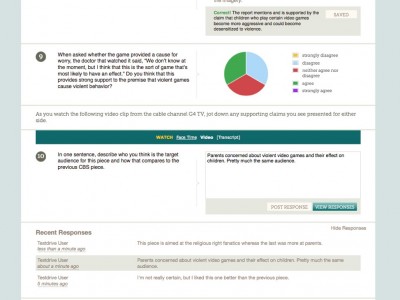 the imagery.
Correct! The report mentions and is supported by the
claim that children who play certain video games
become more aggressive and could become
desensitized to violence.
SAVED
9
When asked whether the game provided a cause for
worry, the doctor that watched it said, "We don't know at
the moment, but I think that this is the sort of game that's
most likely to have an effect." Do you think that this
provides strong support to the premise that violent games
cause violent behavior?
strongly disagree
disagree
neither agree nor
disagree
agree
strongly agree
As you watch the following video clip from the cable channel G4 TV, jot down any supporting claims you see presented for either
side.
WATCH Face Time Video [Transcript]
10
In one sentence, describe who you think is the target
audience for this piece and how that compares to the
previous CBS piece.
Parents concerned about violent video games and their effect on
children. Pretty much the same audience.
POST RESPONSE
VIEW RESPONSES
Hide Responses
Recent Responses
Testdrive User
less than a minute ago
This piece is aimed at the religious right fanatics whereas the last was more at parents.
Testdrive User
about a minute ago
Parents concerned about violent video games and their effect on children. Pretty much the same
audience.
Testdrive User
5 minutes ago
I'm not really certain, but I liked this one better than the previous piece.